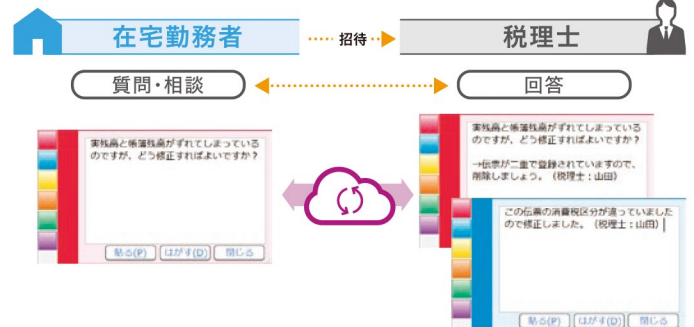 在宅勤務者
招待
税理士
質問・相談
回答
実残高と帳簿残高がずれてしまっている
のですが、どう修正すればよいですか？
貼る(P)
はがす(D)
閉じる
実残高と帳簿残高がずれてしまっている
のですが、どう修正すればよいですか？
→伝票が二重で登録されていますので、
削除しましょう。（税理士：山田）
この伝票の消費税区分が違っていました
ので修正しました。（税理士：山田）
貼る(P)
はがす(D)
閉じる